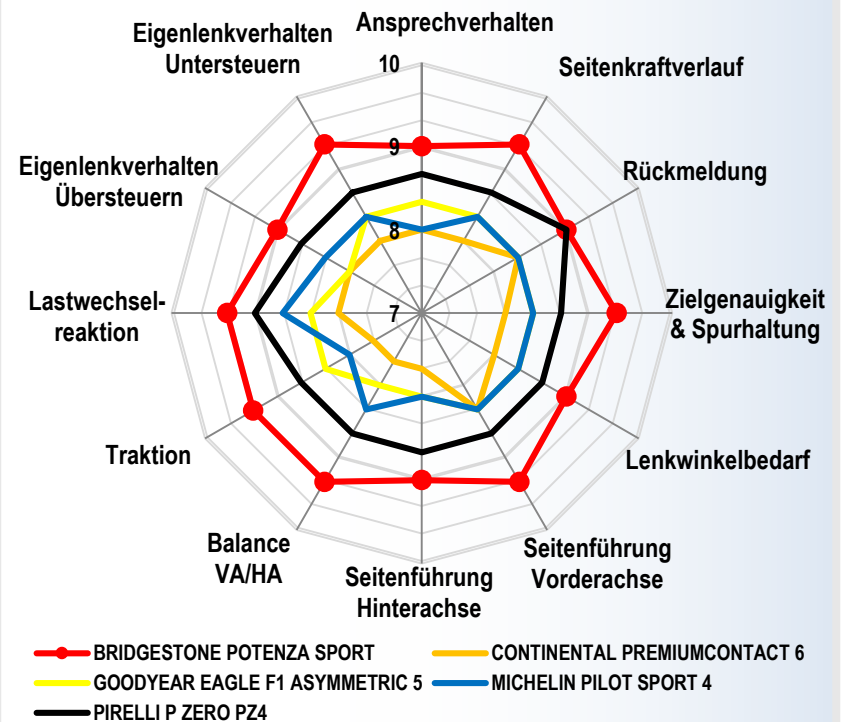 Ansprechverhalten
Eigenlenkverhalten
Untersteuern
10
Seitenkraftverlauf
9
Eigenlenkverhalten
Übersteuern
Rückmeldung
8
Lastwechsel-
reaktion
7
Zielgenauigkeit
& Spurhaltung
Traktion
Lenkwinkelbedarf
Balance
VA/HA
Seitenführung
Hinterachse
Seitenführung
Vorderachse
BRIDGESTONE POTENZA SPORT
CONTINENTAL PREMIUMCONTACT 6
GOODYEAR EAGLE F1 ASYMMETRIC 5
MICHELIN PILOT SPORT 4
PIRELLI P ZERO PZ4